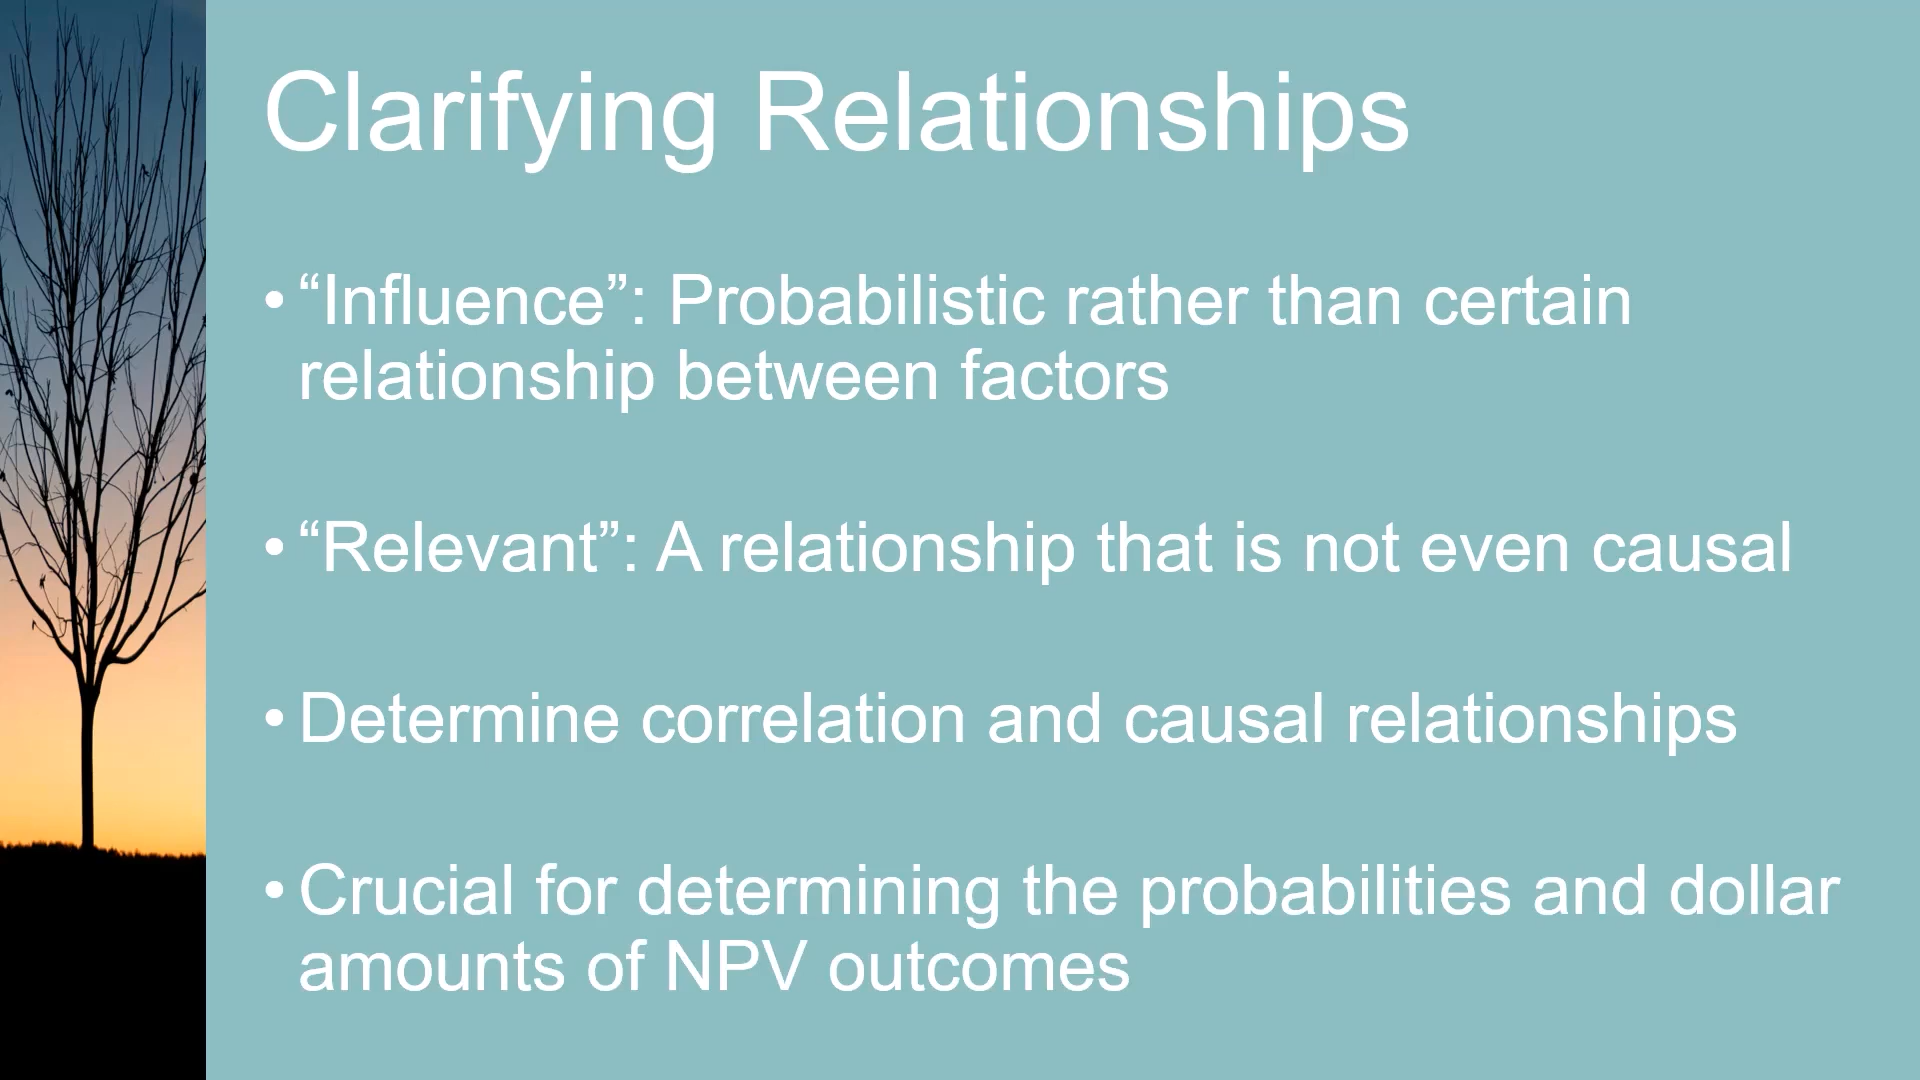 Clarifying Relationships
• “Influence”: Probabilistic rather than certain
relationship between factors
• “Relevant”: A relationship that is not even causal
• Determine correlation and causal relationships
• Crucial for determining the probabilities and dollar
amounts of NPV outcomes